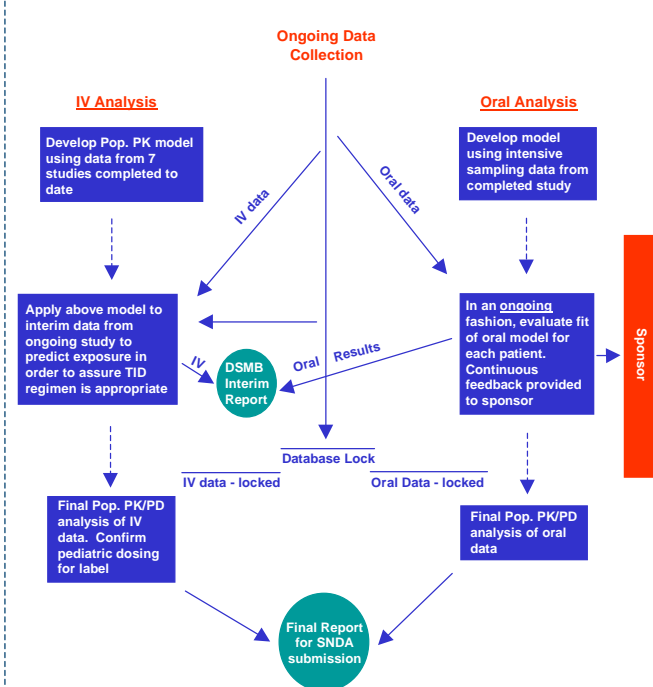 Ongoing Data
Collection
IV Analysis
Oral Analysis
Develop Pop. PK model
using data from 7
studies completed to
date
Develop model
using intensive
sampling data from
completed study
IV data
Oral data
Apply above model to
interim data from
ongoing study to
predict exposure in
order to assure TID
regimen is appropriate
In an ongoing
fashion, evaluate fit
of oral model for
each patient.
Continuous
feedback provided
to sponsor
Sponsor
IV
DSMB
Interim
Report
Oral Results
Database Lock
IV data - locked
Oral Data - locked
Final Pop. PK/PD
analysis of IV
data. Confirm
pediatric dosing
for label
Final Pop. PK/PD
analysis of oral
data
Final Report
for SNDA
submission